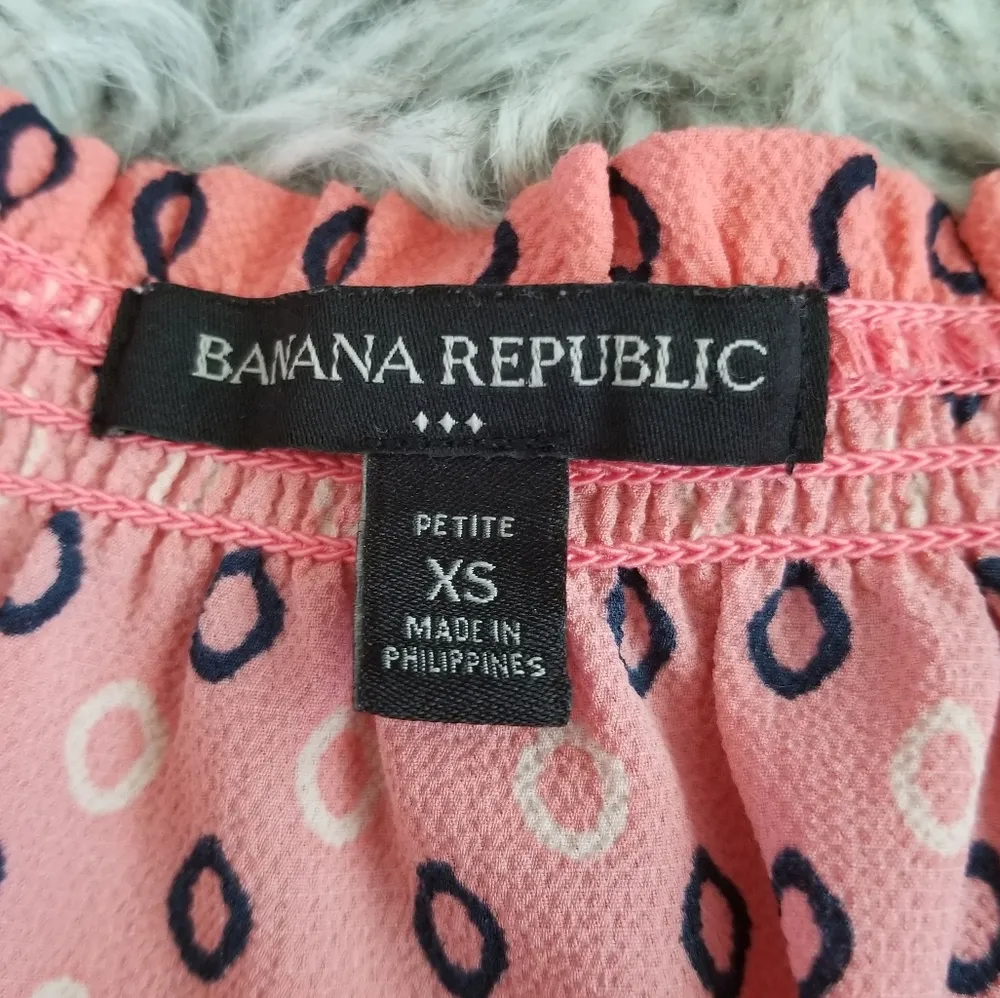 BANANA REPUBLIC
PETITE
XS
MADE IN
PHILIPPINES